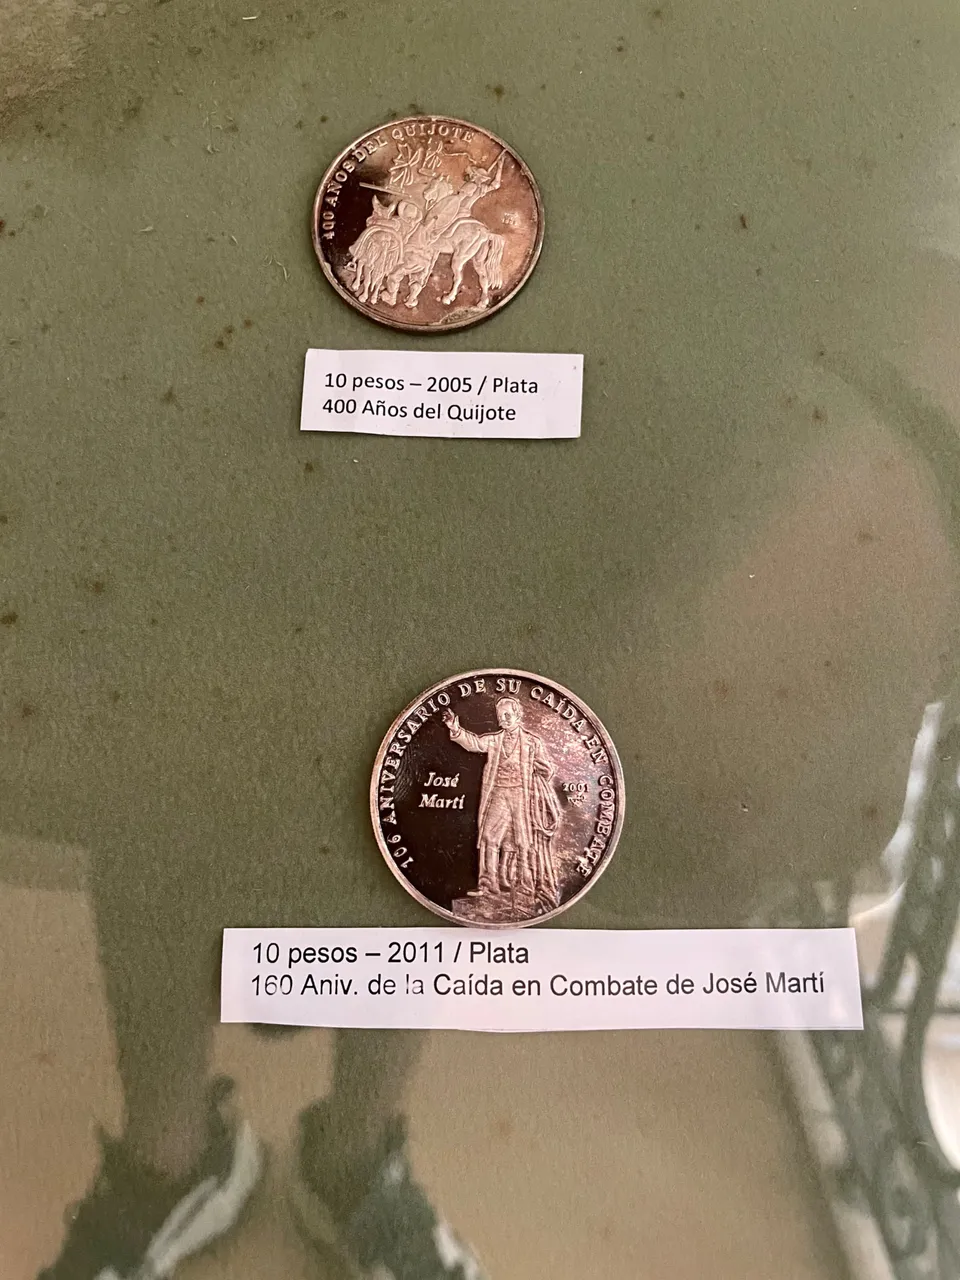 400 AÑOS DEL QUIJOTE
10 pesos – 2005 / Plata
400 Años del Quijote
106 ANIVERSARIO DE SU CAÍDA EN COMBATE
José
Martí
2001
10 pesos – 2011 / Plata
160 Aniv. de la Caída en Combate de José Martí